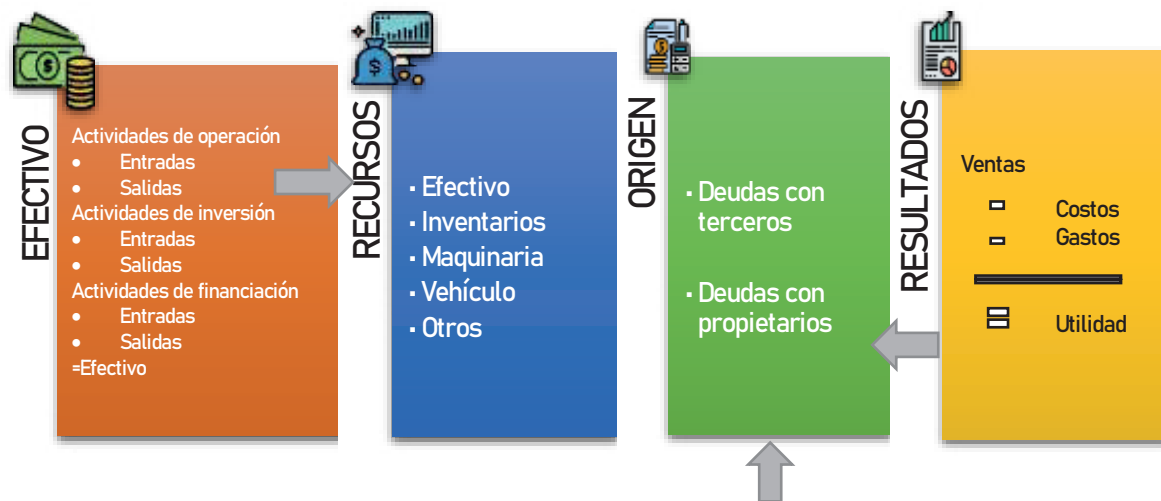 EFECTIVO
Actividades de operación
• Entradas
• Salidas
Actividades de inversión
• Entradas
• Salidas
Actividades de financiación
• Entradas
• Salidas
=Efectivo
RECURSOS
· Efectivo
· Inventarios
· Maquinaria
· Vehículo
· Otros
ORIGEN
· Deudas con
terceros
· Deudas con
propietarios
RESULTADOS
Ventas
Costos
Gastos
Utilidad